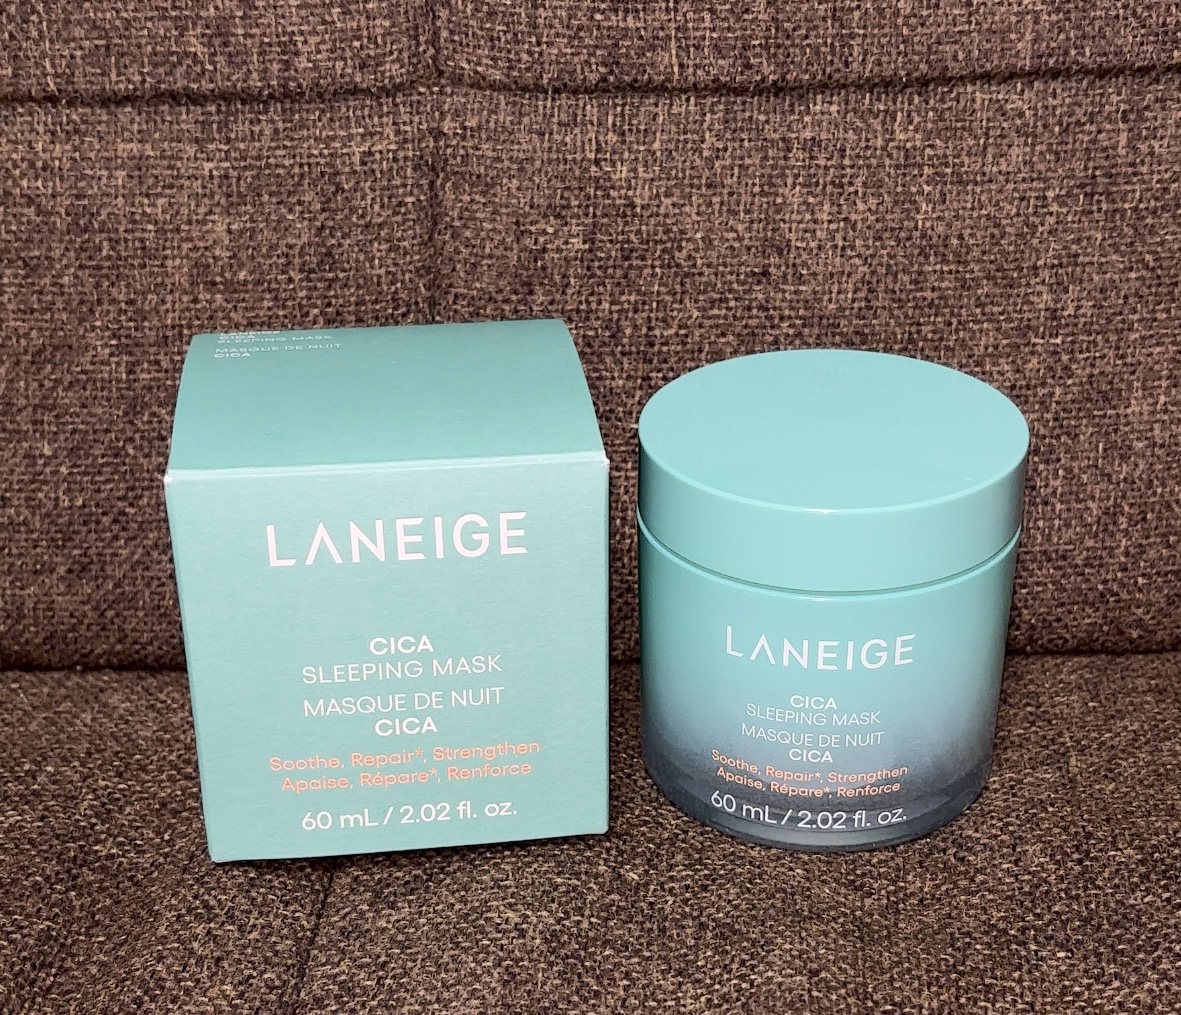 LANEIGE
CICA
SLEEPING MASK
MASQUE DE NUIT
CICA
LANEIGE
CICA
SLEEPING MASK
MASQUE DE NUIT
CICA
Soothe, Repair*, Strengthen
Apaise, Répare*, Renforce
60 mL / 2.02 fl. oz.
LANEIGE
CICA
SLEEPING MASK
MASQUE DE NUIT
CICA
Soothe, Repair*, Strengthen
Apaise, Répare*, Renforce
60 mL / 2.02 fl. oz.